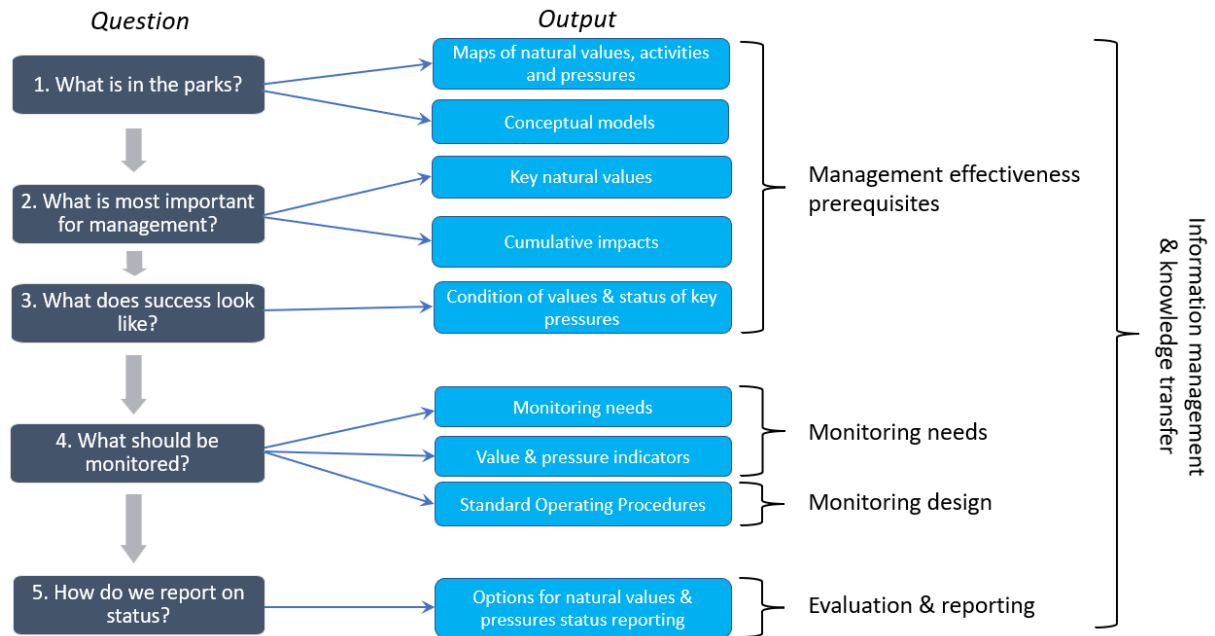 Question
Output
1. What is in the parks?
Maps of natural values, activities
and pressures
Conceptual models
2. What is most important
for management?
Key natural values
Cumulative impacts
3. What does success look
like?
Condition of values & status of key
pressures
Management effectiveness
prerequisites
4. What should be
monitored?
Monitoring needs
Value & pressure indicators
Standard Operating Procedures
Monitoring needs
Monitoring design
5. How do we report on
status?
Options for natural values &
pressures status reporting
Evaluation & reporting
Information management
& knowledge transfer